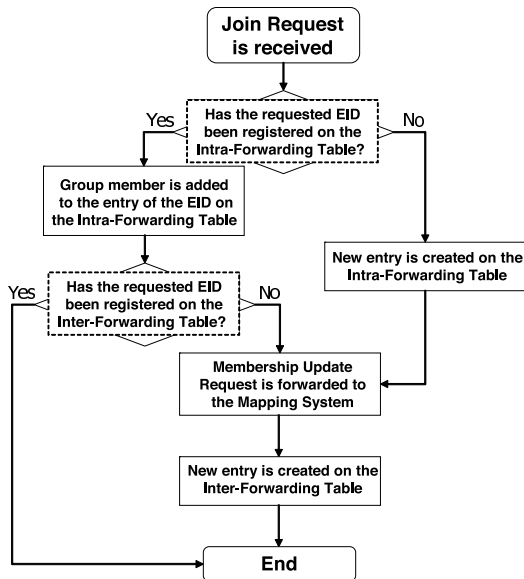 Join Request
is received
Has the requested EID
been registered on the
Intra-Forwarding Table?
Yes
No
Group member is added
to the entry of the EID on
the Intra-Forwarding Table
New entry is created on the
Intra-Forwarding Table
Has the requested EID
been registered on the
Inter-Forwarding Table?
Yes
No
Membership Update
Request is forwarded to
the Mapping System
New entry is created on the
Inter-Forwarding Table
End